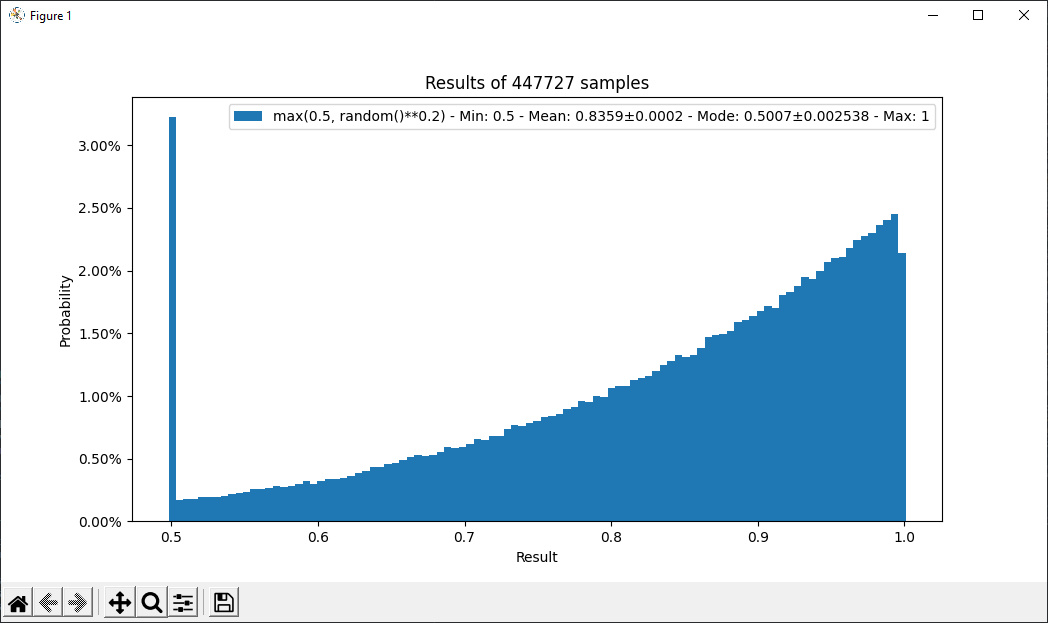 Figure 1
Results of 447727 samples
max(0.5, random()**0.2) - Min: 0.5 - Mean: 0.8359±0.0002 - Mode: 0.5007±0.002538 - Max: 1
3.00%
2.50%
2.00%
1.50%
1.00%
0.50%
0.00%
Probability
0.5 0.6 0.7 0.8 0.9 1.0
Result